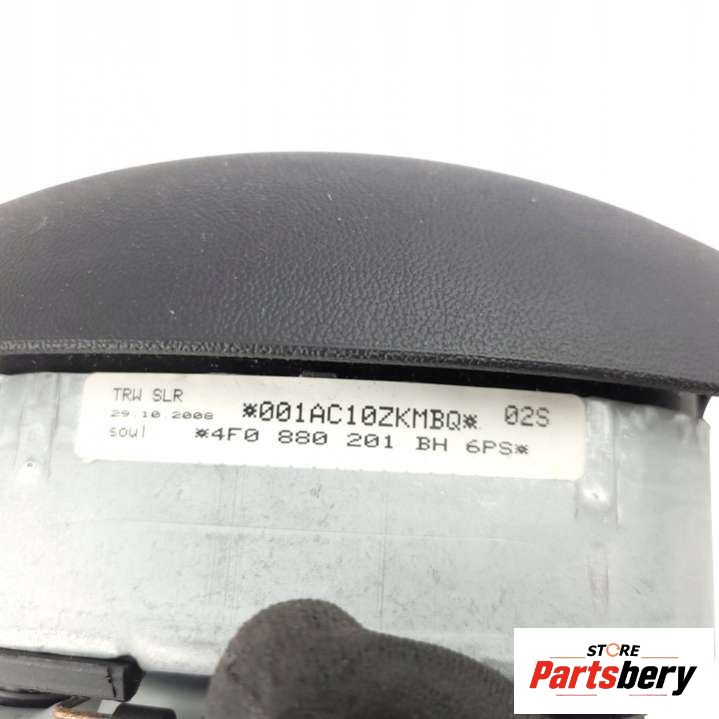 TRW SLR
29.10.2008 *001AC10ZKMBQ* 02S
soul *4F0 880 201 BH 6PS*
STORE
Partsbery